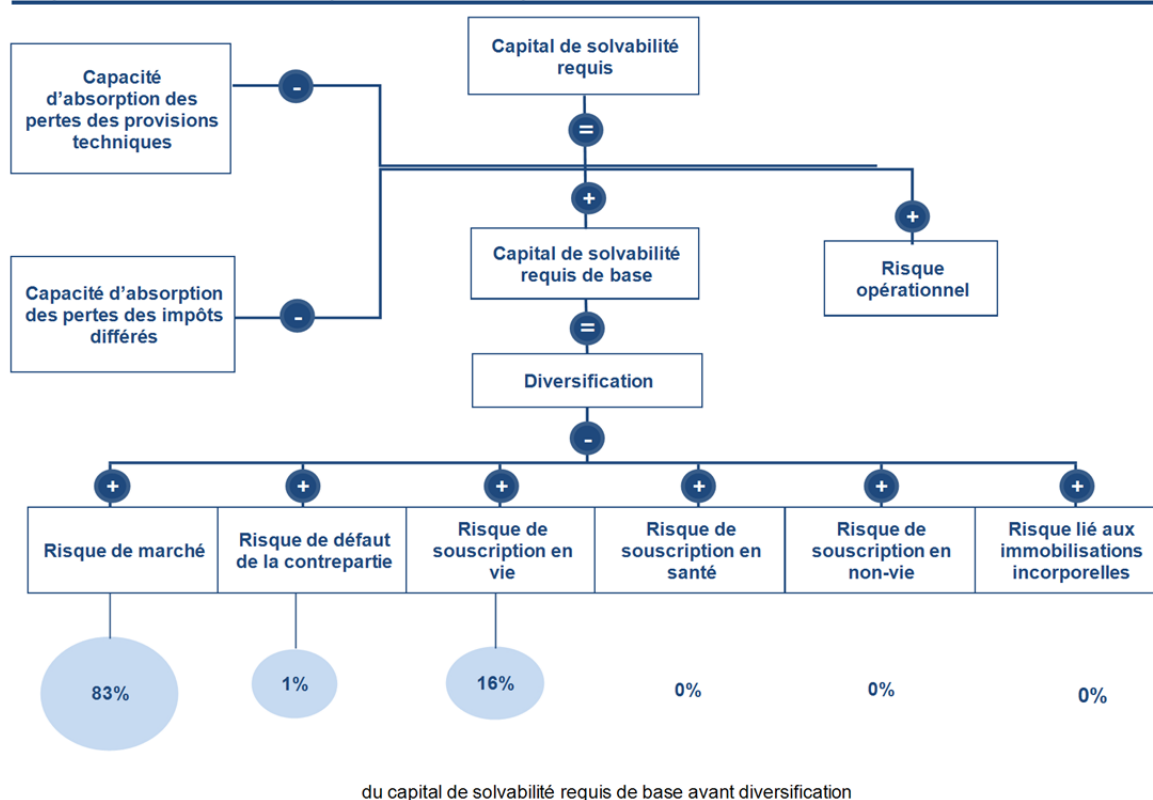 Capital de solvabilité
requis
Capacité
d'absorption des
pertes des provisions
techniques
-
=
+
+
Capital de solvabilité
requis de base
Risque
opérationnel
Capacité d'absorption
des pertes des impôts
différés
-
=
Diversification
-
+
+
+
+
+
+
Risque de marché
Risque de défaut
de la contrepartie
Risque de
souscription en
vie
Risque de
souscription en
santé
Risque de
souscription en
non-vie
Risque lié aux
immobilisations
incorporelles
83%
1%
16%
0%
0%
0%
du capital de solvabilité requis de base avant diversification